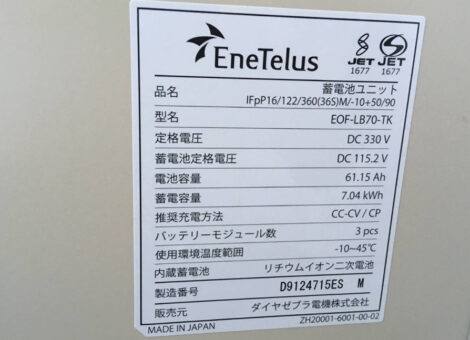 EneTelus
JET JET
1677 1677
品名 蓄電池ユニット
IFpP16/122/360(36S)M/-10+50/90
型名 EOF-LB70-TK
定格電圧 DC 330 V
蓄電池定格電圧 DC 115.2 V
電池容量 61.15 Ah
蓄電容量 7.04 kWh
推奨充電方法 CC-CV / CP
バッテリーモジュール数 3 pcs
使用環境温度範囲 -10~45℃
内蔵蓄電池 リチウムイオン二次電池
製造番号 D9124715ES M
販売元 ダイヤゼブラ電機株式会社
MADE IN JAPAN ZH20001-6001-00-02